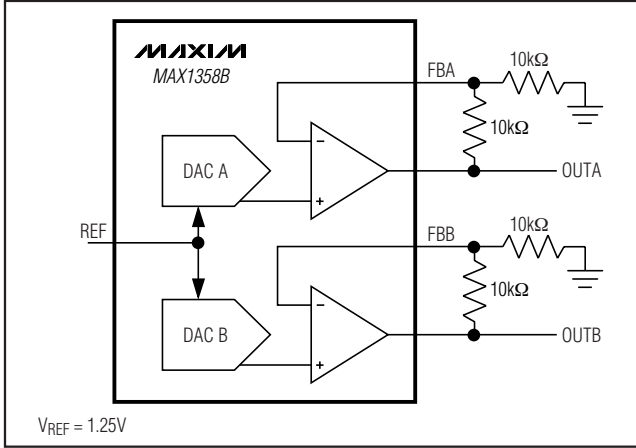 MAXIM
MAX1358B
FBA
10kΩ
10kΩ
DAC A
−
+
OUTA
REF
FBB
10kΩ
10kΩ
DAC B
−
+
OUTB
VREF = 1.25V